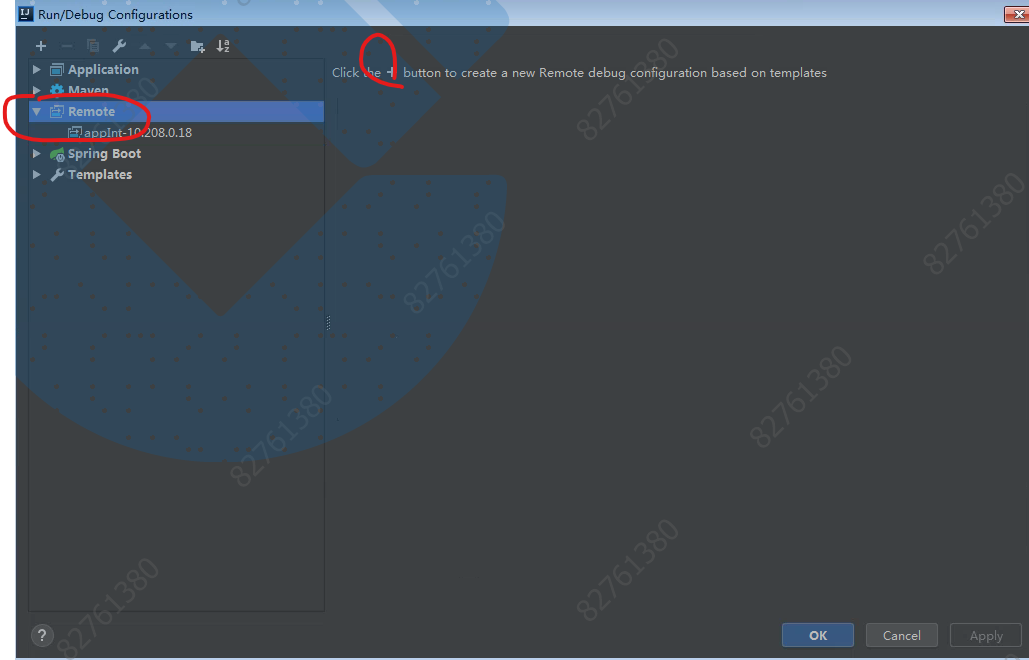 IJ
Run/Debug Configurations
Application
Maven
Remote
appInt-10.208.0.18
Spring Boot
Templates
Click the + button to create a new Remote debug configuration based on templates
82761380
82761380
82761380
82761380
82761380
82761380
82761380
82761380
?
OK
Cancel
Apply